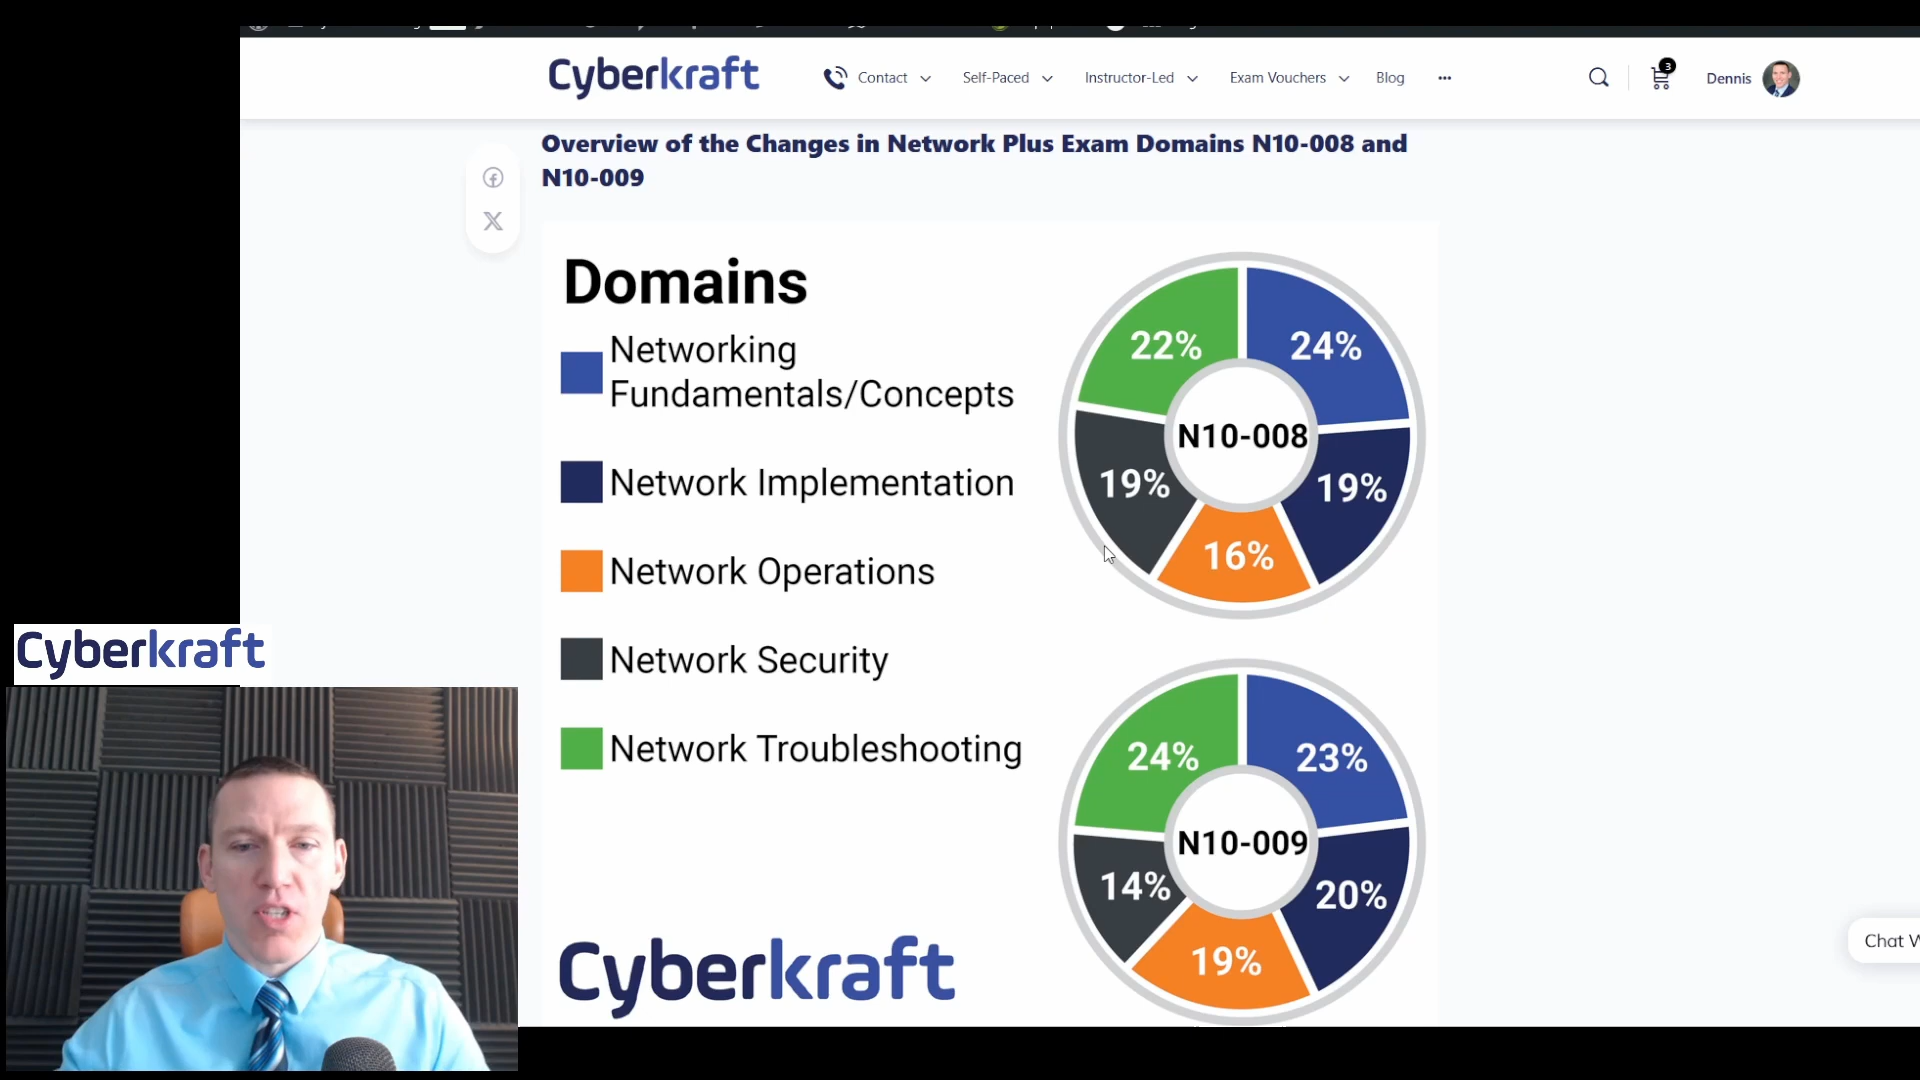 Cyberkraft
Contact
Self-Paced
Instructor-Led
Exam Vouchers
Blog
3
Dennis
Overview of the Changes in Network Plus Exam Domains N10-008 and
N10-009
Domains
Networking
Fundamentals/Concepts
Network Implementation
Network Operations
Network Security
Network Troubleshooting
22%
24%
N10-008
19%
19%
16%
24%
23%
N10-009
14%
20%
19%
Cyberkraft
Cyberkraft
Chat W